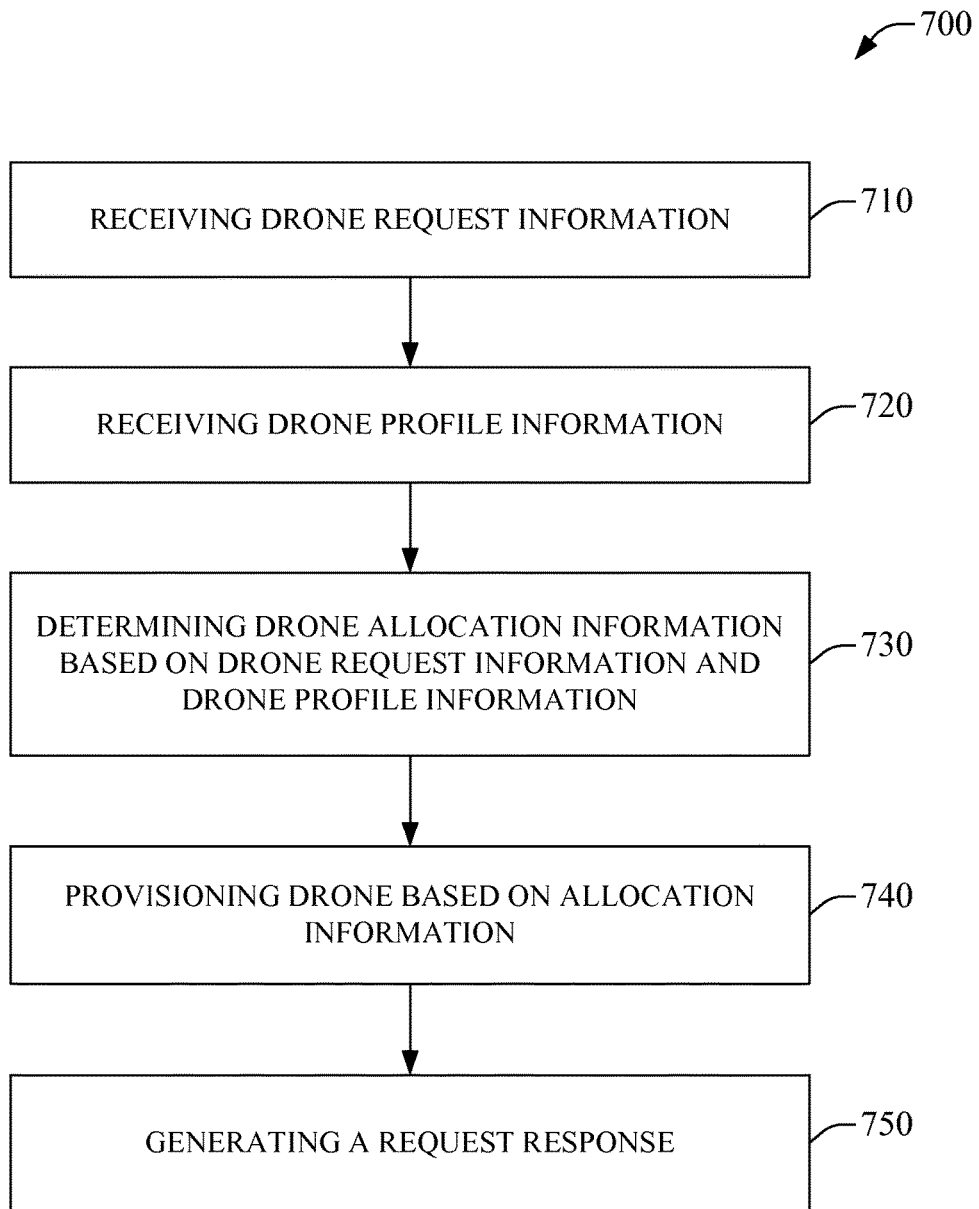 700
RECEIVING DRONE REQUEST INFORMATION
710
RECEIVING DRONE PROFILE INFORMATION
720
DETERMINING DRONE ALLOCATION INFORMATION
BASED ON DRONE REQUEST INFORMATION AND
DRONE PROFILE INFORMATION
730
PROVISIONING DRONE BASED ON ALLOCATION
INFORMATION
740
GENERATING A REQUEST RESPONSE
750